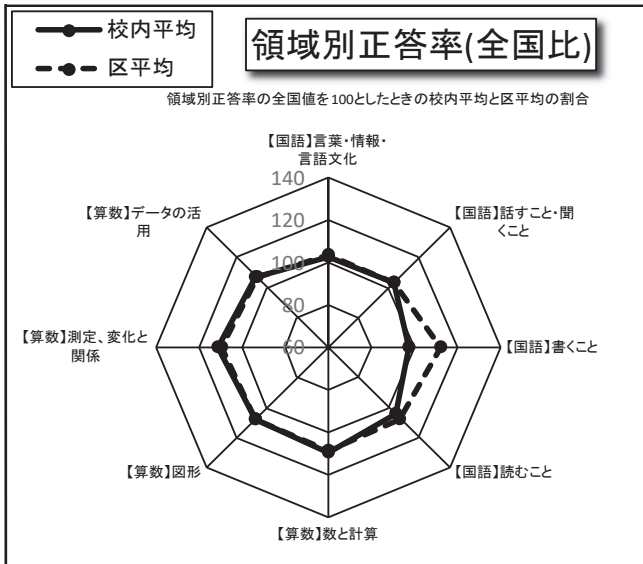 校内平均
区平均
領域別正答率(全国比)
領域別正答率の全国値を100としたときの校内平均と区平均の割合
【国語】言葉・情報・
言語文化
【国語】話すこと・聞
くこと
【国語】書くこと
【国語】読むこと
【算数】数と計算
【算数】図形
【算数】測定、変化と
関係
【算数】データの活
用
140
120
100
80
60